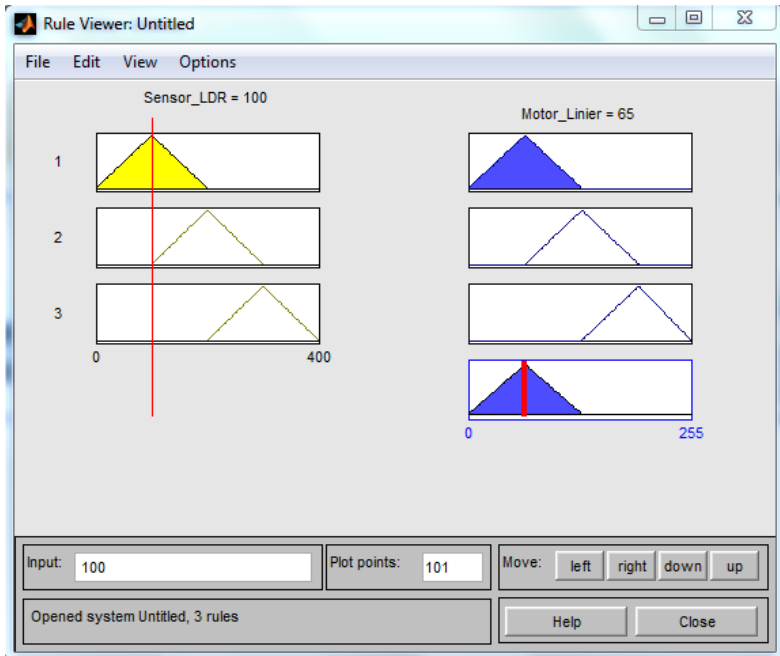 Rule Viewer: Untitled
File Edit View Options
Sensor_LDR = 100
Motor_Linier = 65
1
2
3
0 400
0 255
Input: 100
Plot points: 101
Move: left right down up
Opened system Untitled, 3 rules
Help Close